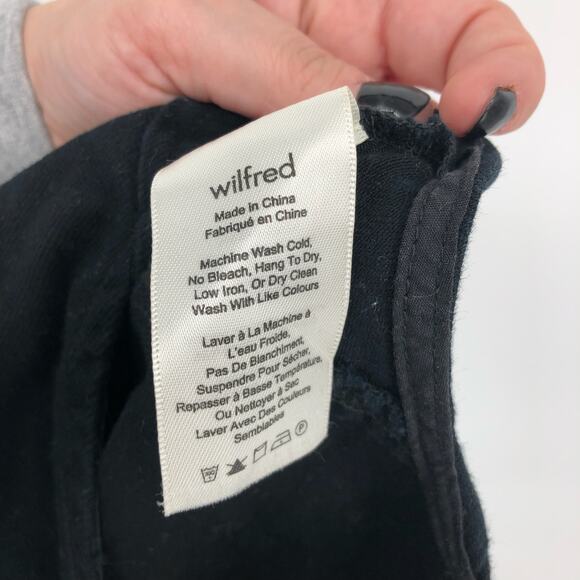 wilfred
Made in China
Fabriqué en Chine
Machine Wash Cold,
No Bleach, Hang To Dry,
Low Iron, Or Dry Clean
Wash With Like Colours
Laver à La Machine à
L'eau Froide,
Pas De Blanchiment,
Suspendre Pour Sécher,
Repasser à Basse Température,
Ou Nettoyer à Sec
Laver Avec Des Couleurs
Semblables